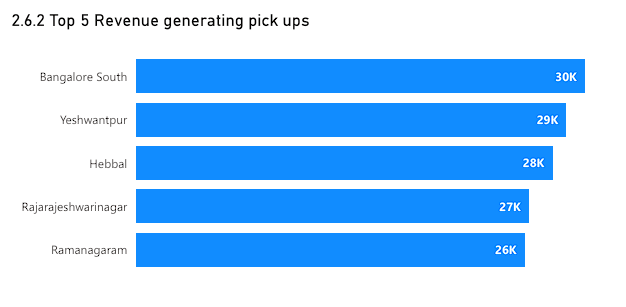 2.6.2 Top 5 Revenue generating pick ups
Bangalore South 30K
Yeshwantpur 29K
Hebbal 28K
Rajarajeshwarinagar 27K
Ramanagaram 26K